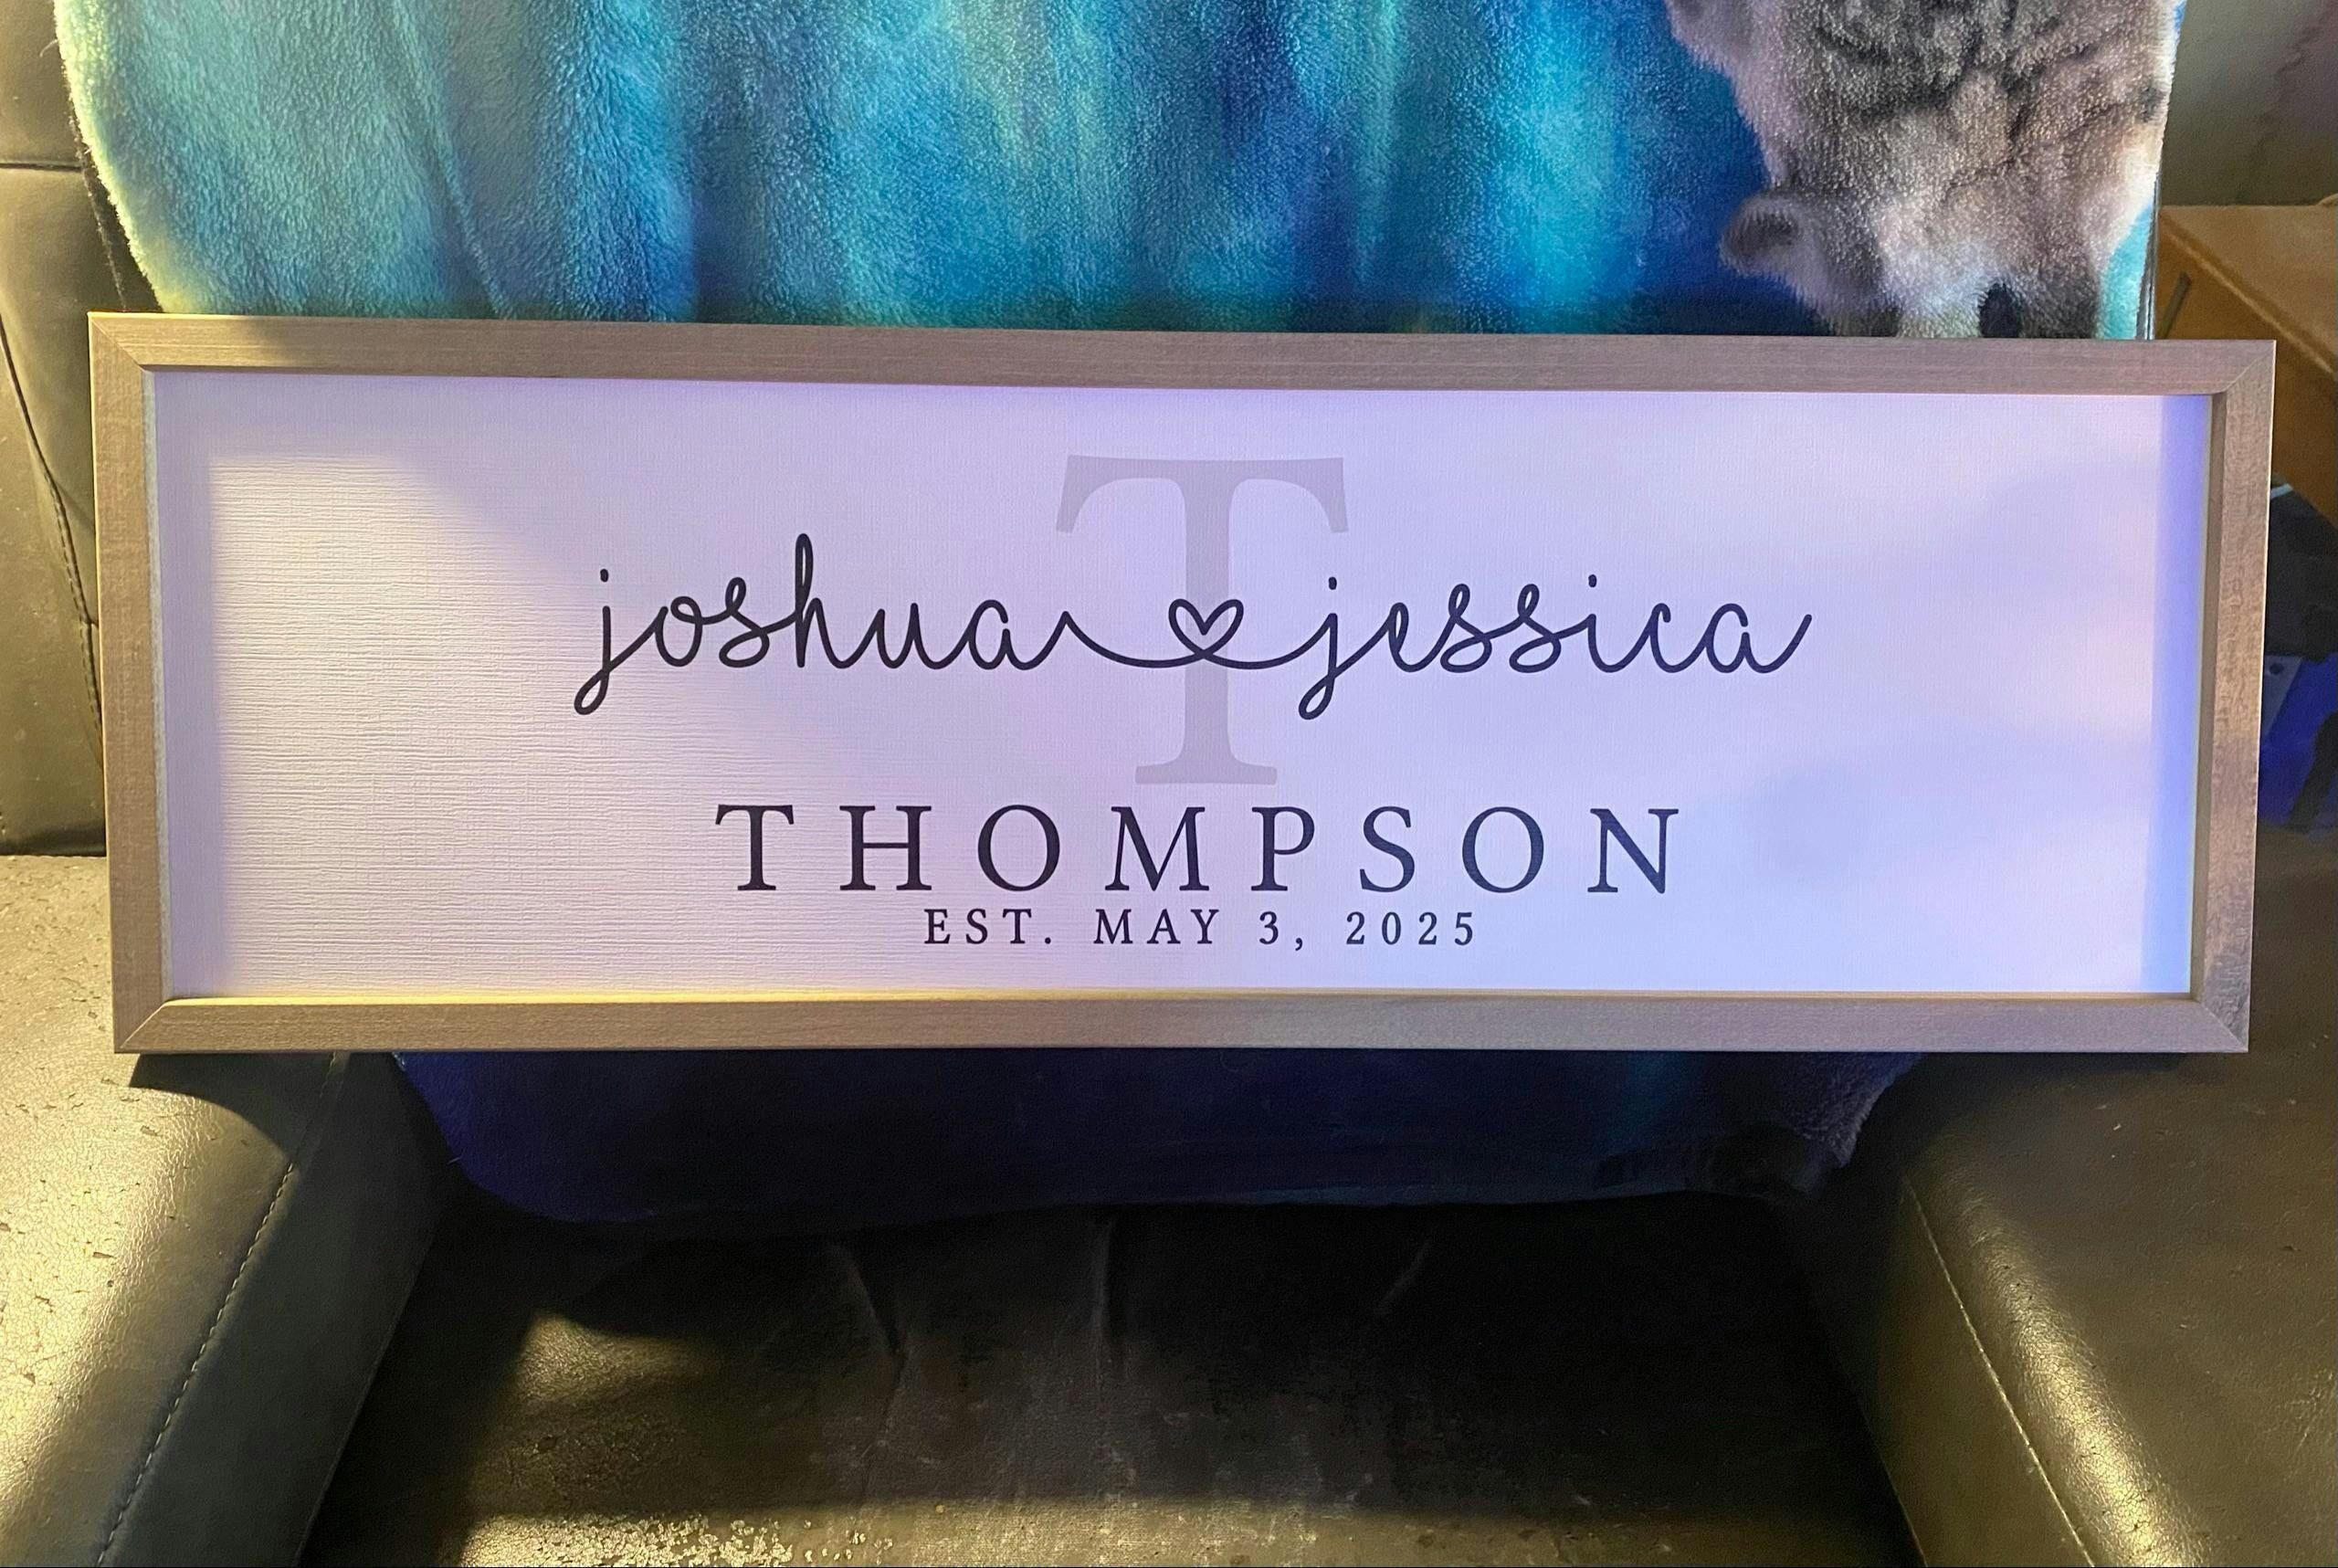 T
joshua jessica
THOMPSON
EST. MAY 3, 2025